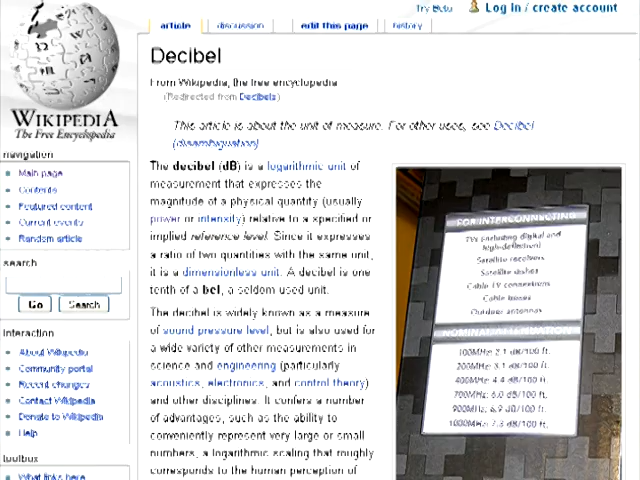 Try Beta
Log in / create account
article
discussion
edit this page
history
Decibel
From Wikipedia, the free encyclopedia
(Redirected from Decibels)
This article is about the unit of measure. For other uses, see Decibel
(disambiguation)
WIKIPEDIA
The Free Encyclopedia
navigation
Main page
Contents
Featured content
Current events
Random article
search
Go
Search
interaction
About Wikipedia
Community portal
Recent changes
Contact Wikipedia
Donate to Wikipedia
Help
toolbox
What links here
The decibel (dB) is a logarithmic unit of
measurement that expresses the
magnitude of a physical quantity (usually
power or intensity) relative to a specified or
implied reference level. Since it expresses
a ratio of two quantities with the same unit,
it is a dimensionless unit. A decibel is one
tenth of a bel, a seldom-used unit.
The decibel is widely known as a measure
of sound pressure level, but is also used for
a wide variety of other measurements in
science and engineering (particularly
acoustics, electronics, and control theory)
and other disciplines. It confers a number
of advantages, such as the ability to
conveniently represent very large or small
numbers, a logarithmic scaling that roughly
corresponds to the human perception of
FOR INTERCONNECTING
TVs (including digital and
high-definition)
Satellite receivers
Satellite dishes
Cable TV connections
Cable boxes
Outdoor antennas
NOMINAL ATTENUATION
100MHz: 2.1 dB/100 ft.
200MHz: 3.1 dB/100 ft.
400MHz: 4.4 dB/100 ft.
700MHz: 6.0 dB/100 ft.
900MHz: 6.9 dB/100 ft.
1000MHz: 7.3 dB/100 ft.